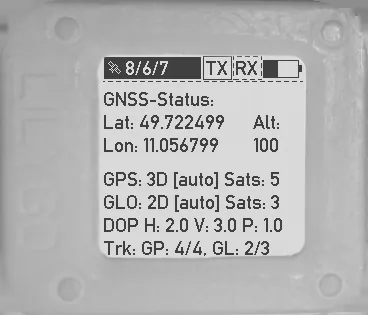 8/6/7 TX RX
GNSS-Status:
Lat: 49.722499 Alt:
Lon: 11.056799 100
GPS: 3D [auto] Sats: 5
GLO: 2D [auto] Sats: 3
DOP H: 2.0 V: 3.0 P: 1.0
Trk: GP: 4/4, GL: 2/3
LILYGO